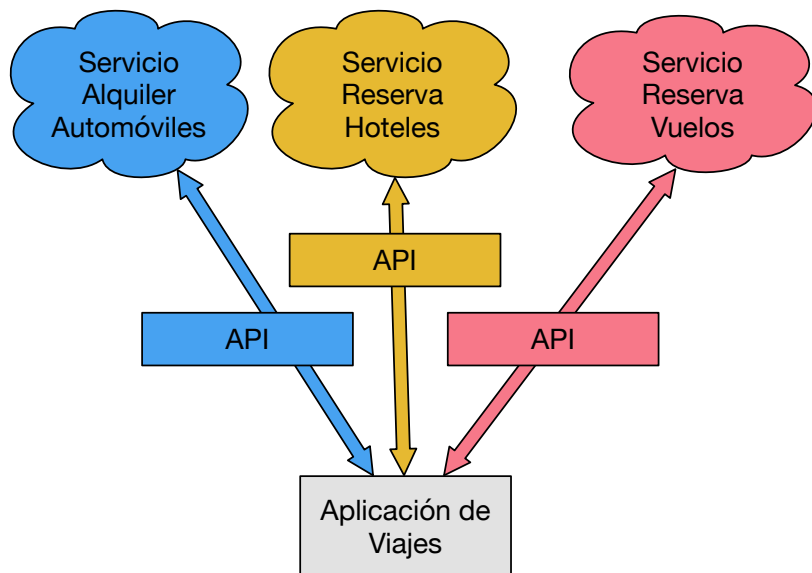 Servicio
Alquiler
Automóviles
Servicio
Reserva
Hoteles
Servicio
Reserva
Vuelos
API
API
API
Aplicación de
Viajes